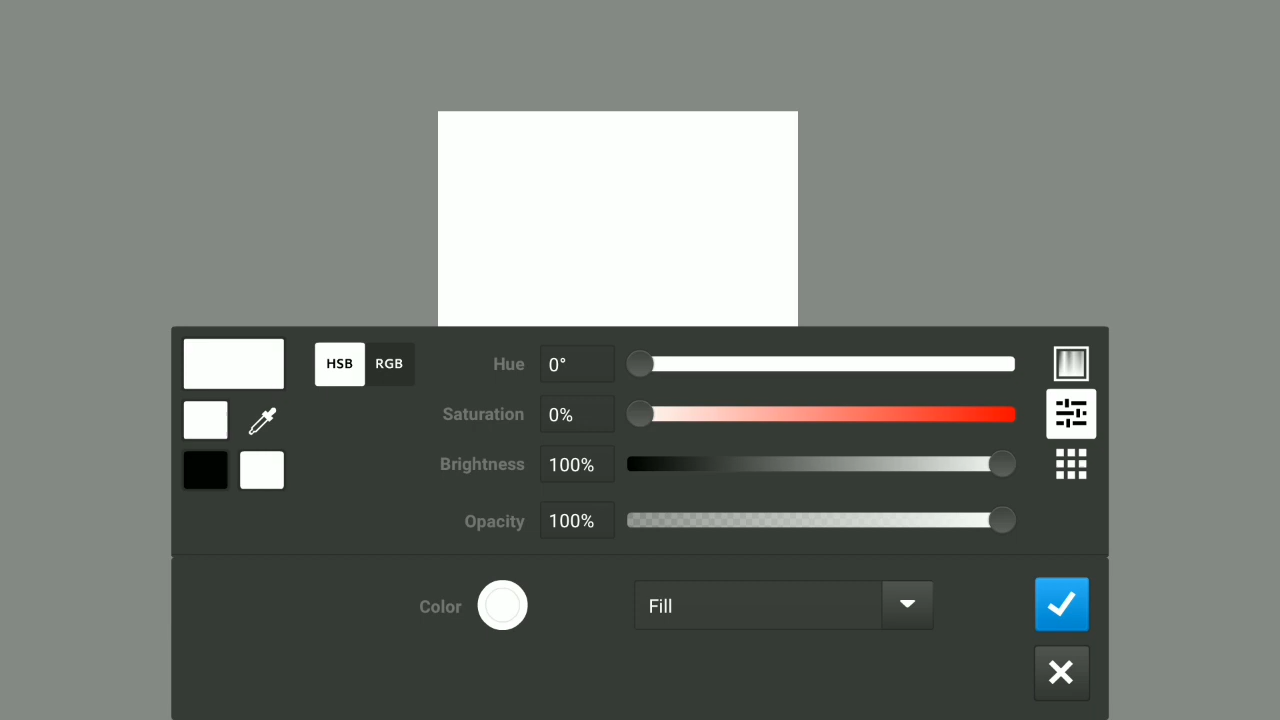 HSB RGB Hue 0°
Saturation 0%
Brightness 100%
Opacity 100%
Color Fill